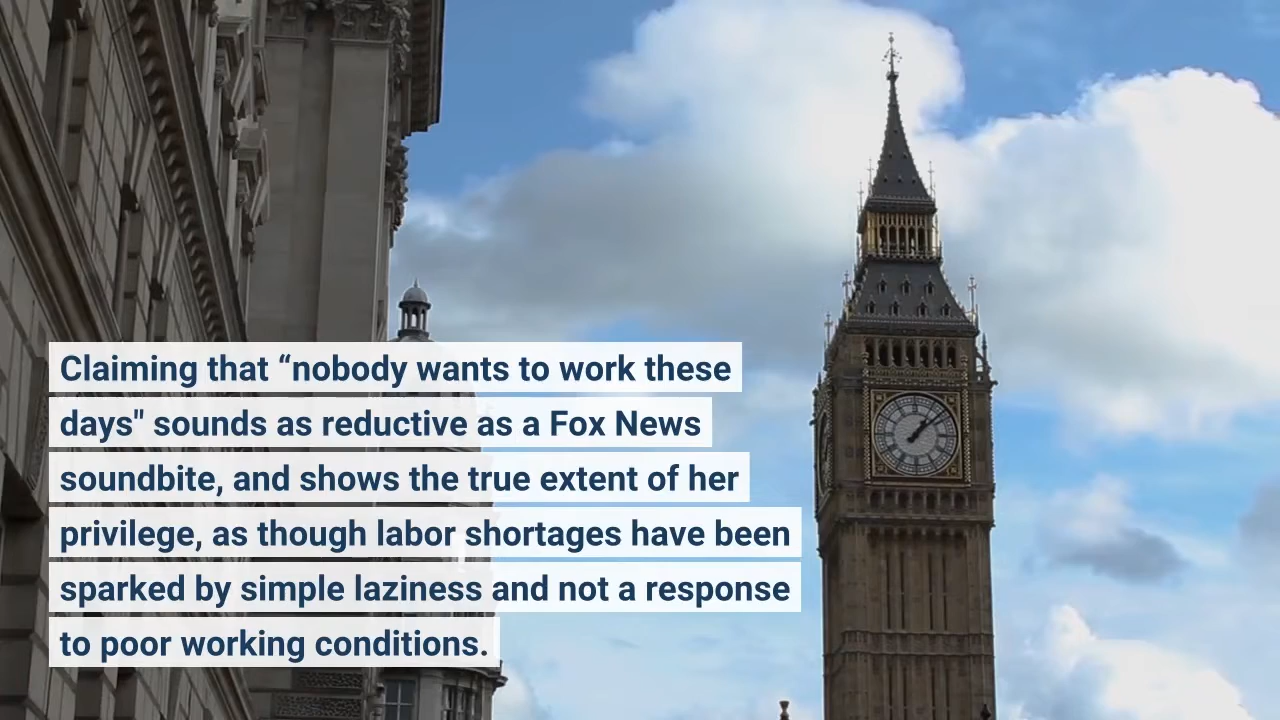 Claiming that “nobody wants to work these
days" sounds as reductive as a Fox News
soundbite, and shows the true extent of her
privilege, as though labor shortages have been
sparked by simple laziness and not a response
to poor working conditions.